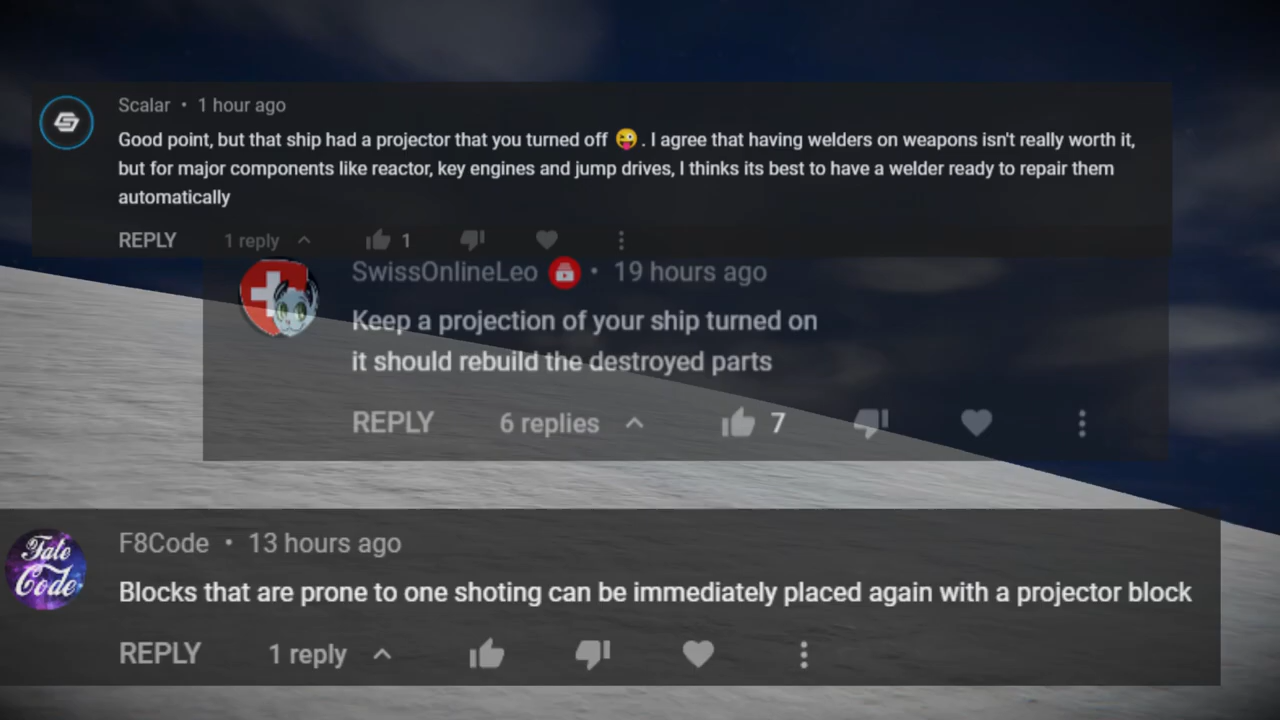 Scalar • 1 hour ago
Good point, but that ship had a projector that you turned off 😜. I agree that having welders on weapons isn't really worth it,
but for major components like reactor, key engines and jump drives, I thinks its best to have a welder ready to repair them
automatically
REPLY 1 reply 1
SwissOnlineLeo • 19 hours ago
Keep a projection of your ship turned on
it should rebuild the destroyed parts
REPLY 6 replies 7
Fate
Code
F8Code • 13 hours ago
Blocks that are prone to one shoting can be immediately placed again with a projector block
REPLY 1 reply